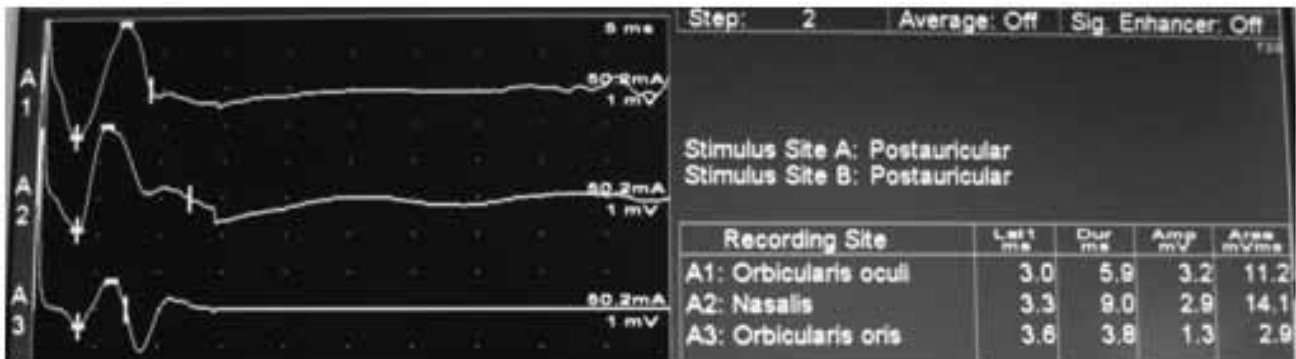 Step: 2 Average: Off Sig. Enhancer: Off
5 ms
A1 50.2mA
1 mV
A2 50.2mA
1 mV
A3 50.2mA
1 mV
Stimulus Site A: Postauricular
Stimulus Site B: Postauricular
Recording Site Lat1 ms Dur ms Amp mV Area mVms
A1: Orbicularis oculi 3.0 5.9 3.2 11.2
A2: Nasalis 3.3 9.0 2.9 14.1
A3: Orbicularis oris 3.6 3.8 1.3 2.9